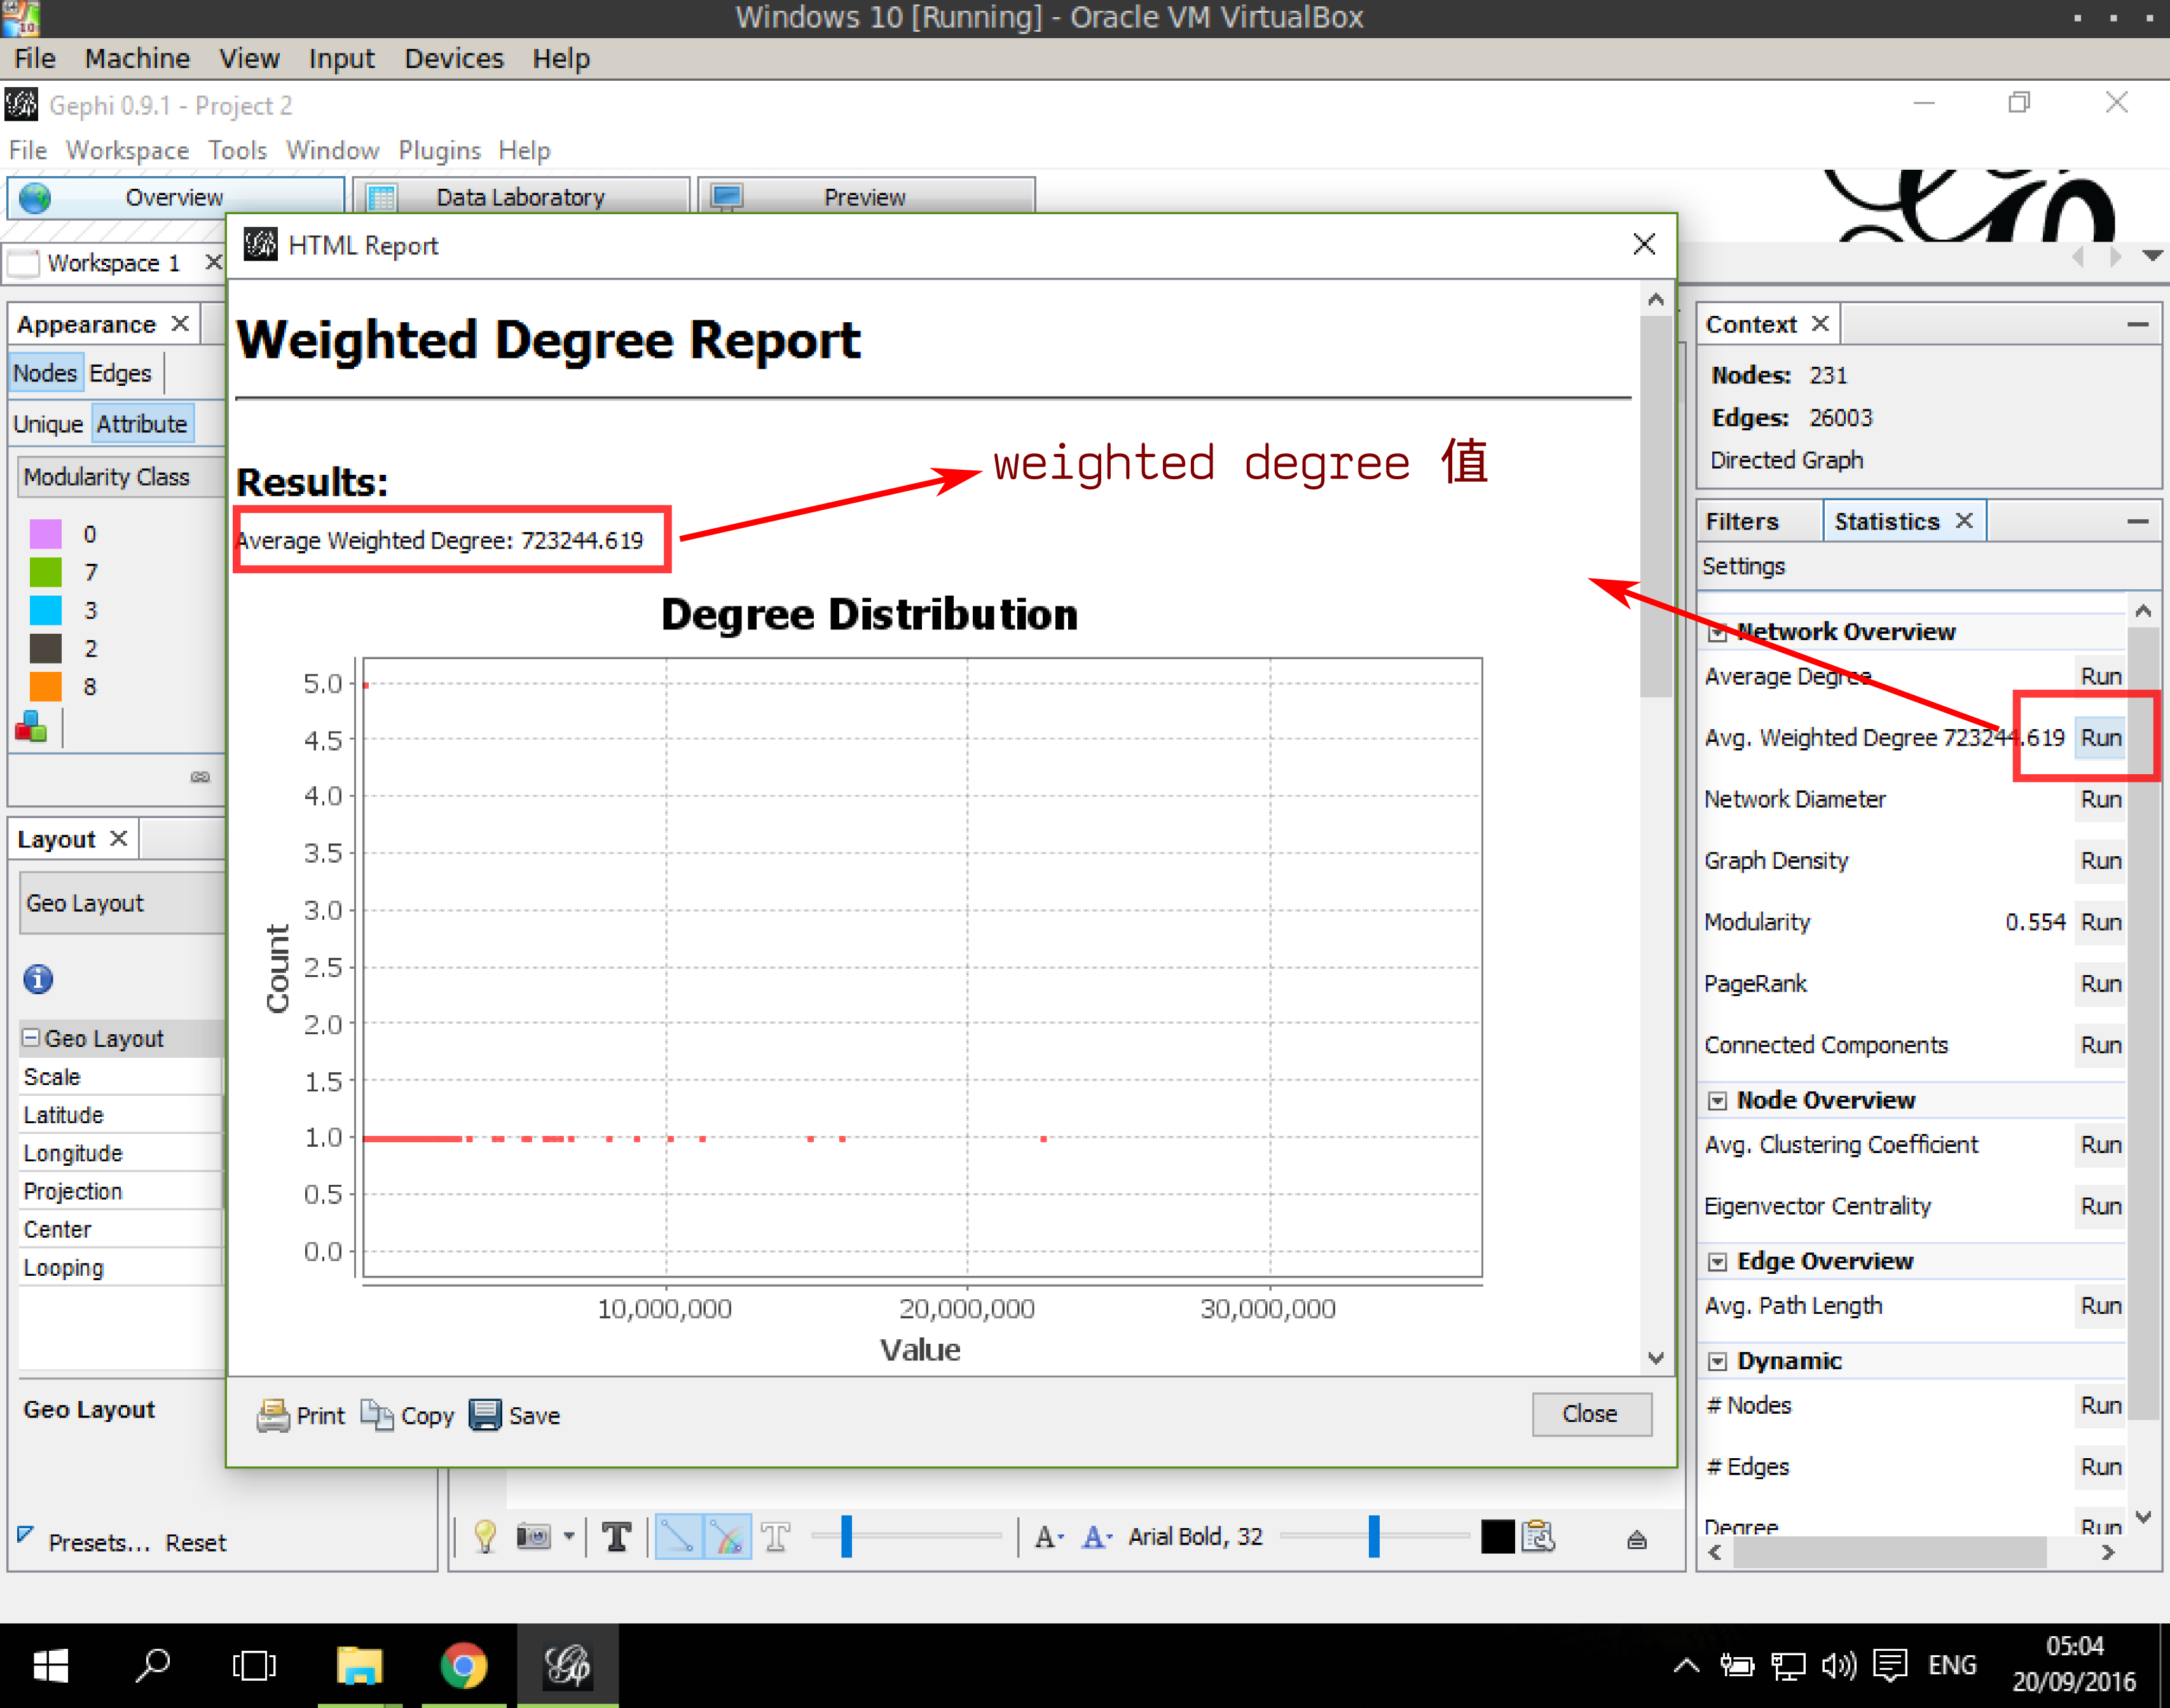 Windows 10 [Running] - Oracle VM VirtualBox
File Machine View Input Devices Help
Gephi 0.9.1 - Project 2
File Workspace Tools Window Plugins Help
Overview Data Laboratory Preview
Workspace 1
HTML Report
Appearance
Nodes Edges
Unique Attribute
Modularity Class
0
7
3
2
8
Layout
Geo Layout
Geo Layout
Scale
Latitude
Longitude
Projection
Center
Looping
Geo Layout
Presets... Reset
Weighted Degree Report
Results:
Average Weighted Degree: 723244.619
weighted degree 值
Degree Distribution
5.0
4.5
4.0
3.5
3.0
2.5
2.0
1.5
1.0
0.5
0.0
Count
10,000,000 20,000,000 30,000,000
Value
Print Copy Save Close
Arial Bold, 32
Context
Nodes: 231
Edges: 26003
Directed Graph
Filters Statistics
Settings
Network Overview
Average Degree Run
Avg. Weighted Degree 723244.619 Run
Network Diameter Run
Graph Density Run
Modularity 0.554 Run
PageRank Run
Connected Components Run
Node Overview
Avg. Clustering Coefficient Run
Eigenvector Centrality Run
Edge Overview
Avg. Path Length Run
Dynamic
# Nodes Run
# Edges Run
Degree Run
ENG
05:04
20/09/2016